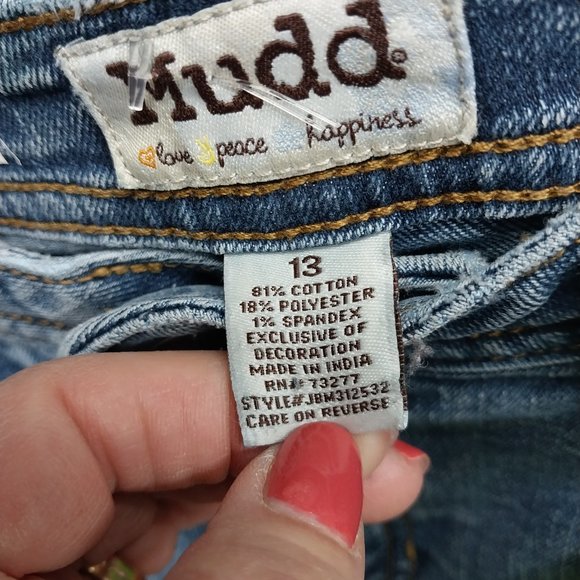 Mudd®
love peace happiness
13
81% COTTON
18% POLYESTER
1% SPANDEX
EXCLUSIVE OF
DECORATION
MADE IN INDIA
RN# 73277
STYLE#JBM312532
CARE ON REVERSE